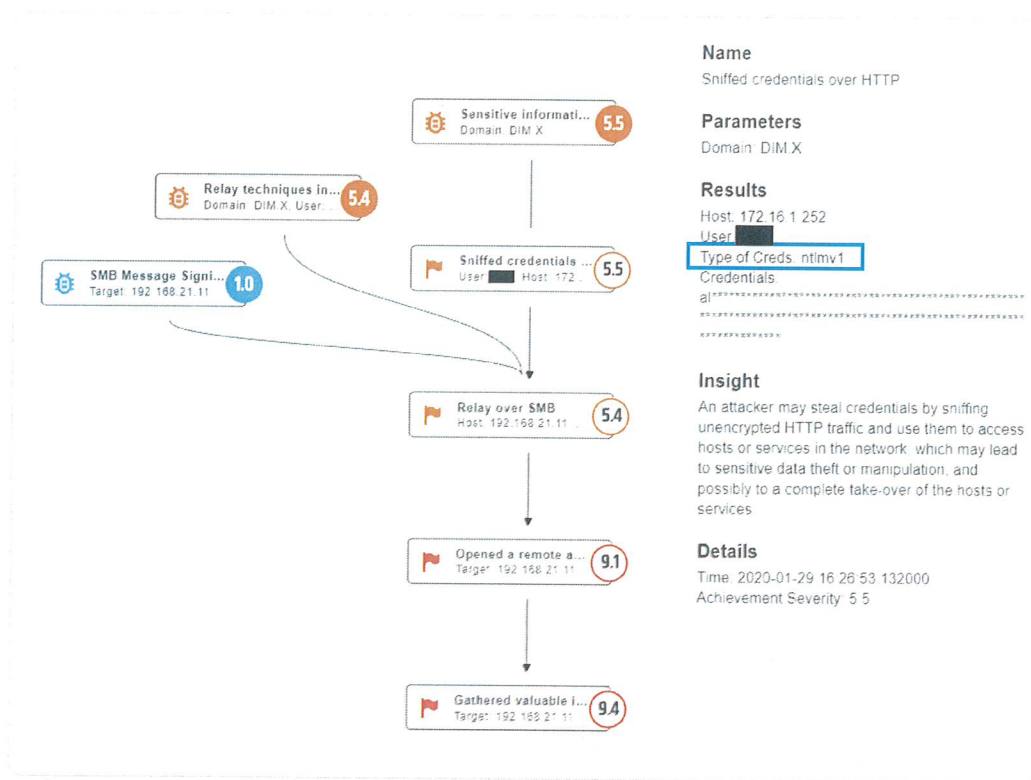 Sensitive informati...
Domain: DIM.X
5.5
Relay techniques in...
Domain: DIM.X, User: .
5.4
SMB Message Signi...
Target: 192.168.21.11
1.0
Sniffed credentials ...
User: Host: 172 .
5.5
Relay over SMB
Host: 192.168.21.11 .
5.4
Opened a remote a...
Target: 192.168.21.11
9.1
Gathered valuable i...
Target: 192.168.21.11
9.4
Name
Sniffed credentials over HTTP
Parameters
Domain: DIM.X
Results
Host: 172.16.1.252
User:
Type of Creds: ntlmv1
Credentials:
al**********************************************************
************************************************************
***************
Insight
An attacker may steal credentials by sniffing
unencrypted HTTP traffic and use them to access
hosts or services in the network, which may lead
to sensitive data theft or manipulation, and
possibly to a complete take-over of the hosts or
services
Details
Time: 2020-01-29 16:26:53.132000
Achievement Severity: 5.5